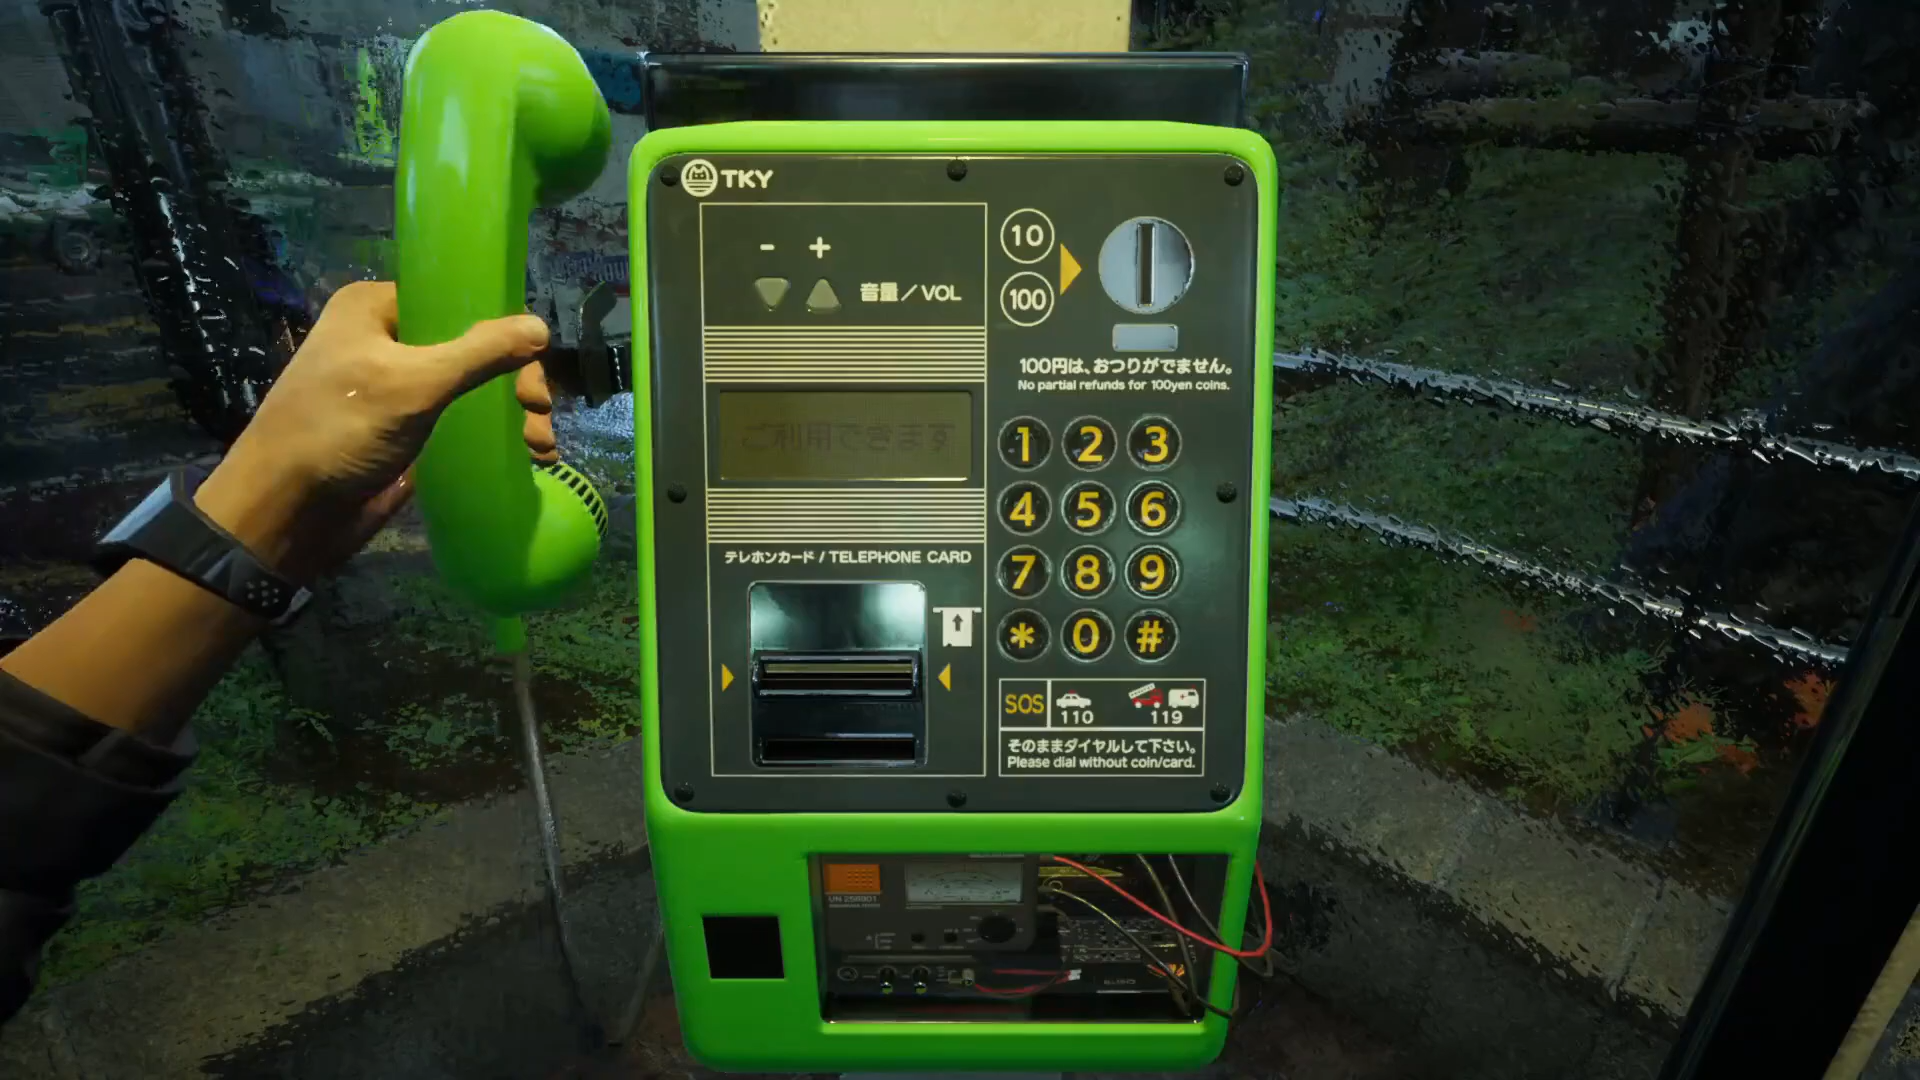 TKY
- +
音量／VOL
10
100
100円は、おつりがでません。
No partial refunds for 100yen coins.
ご利用できます
1 2 3
4 5 6
7 8 9
* 0 #
テレホンカード / TELEPHONE CARD
SOS 110 119
そのままダイヤルして下さい。
Please dial without coin/card.